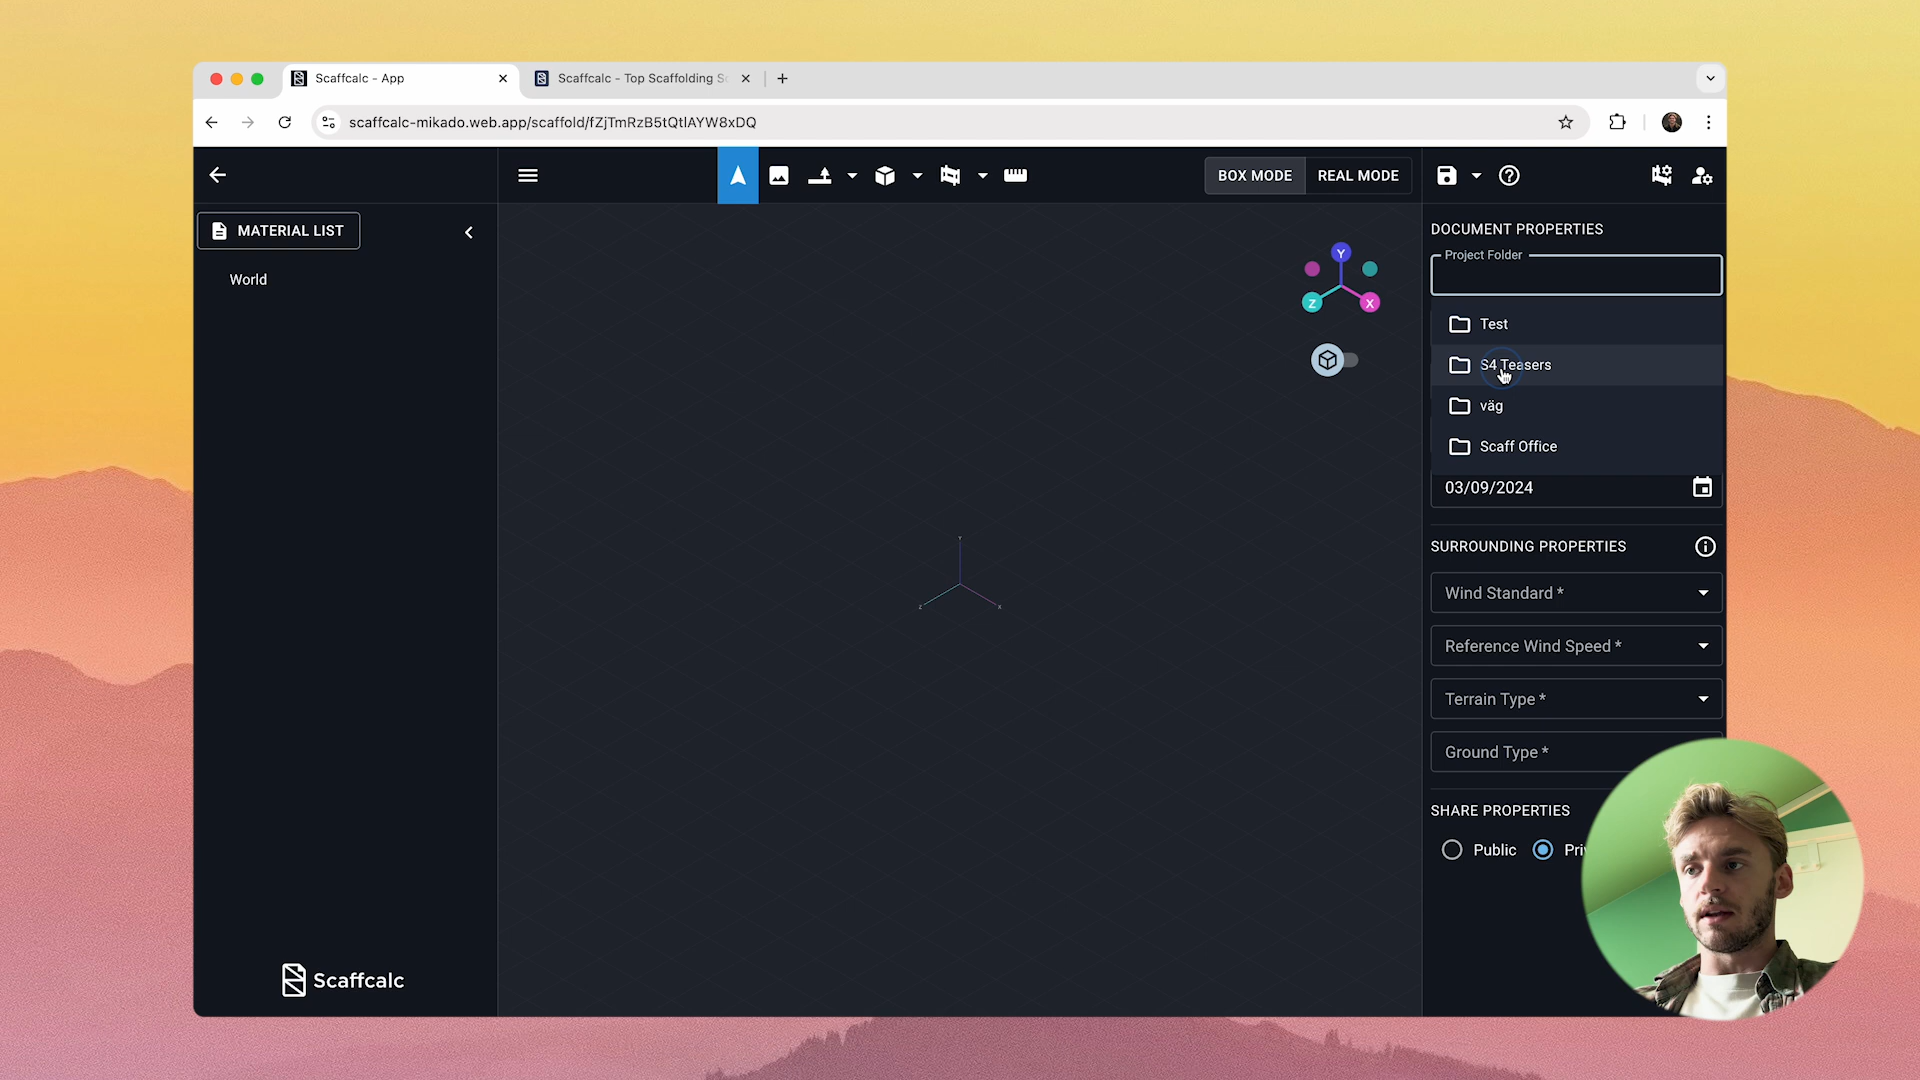 Scaffcalc - App
Scaffcalc - Top Scaffolding S
scaffcalc-mikado.web.app/scaffold/fZjTmRzB5tQtlAYW8xDQ
BOX MODE
REAL MODE
MATERIAL LIST
World
Y
Z
X
Y
Z
X
Scaffcalc
DOCUMENT PROPERTIES
Project Folder
Test
S4 Teasers
väg
Scaff Office
03/09/2024
SURROUNDING PROPERTIES
Wind Standard *
Reference Wind Speed *
Terrain Type *
Ground Type *
SHARE PROPERTIES
Public
Pri